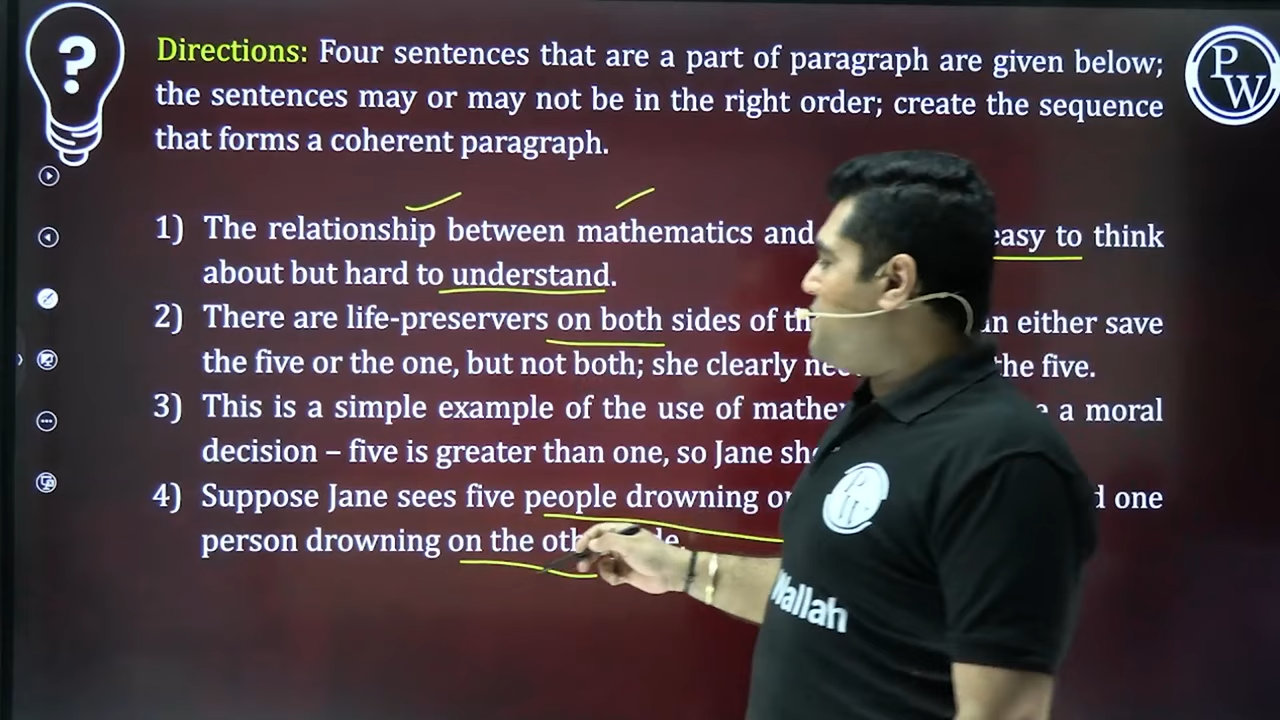 Directions: Four sentences that are a part of paragraph are given below;
the sentences may or may not be in the right order; create the sequence
that forms a coherent paragraph.
1) The relationship between mathematics and easy to think
about but hard to understand.
2) There are life-preservers on both sides of either save
the five or the one, but not both; she clearly the five.
3) This is a simple example of the use of a moral
decision – five is greater than one, so Jane
4) Suppose Jane sees five people drowning one
person drowning on the
PW
Wallah